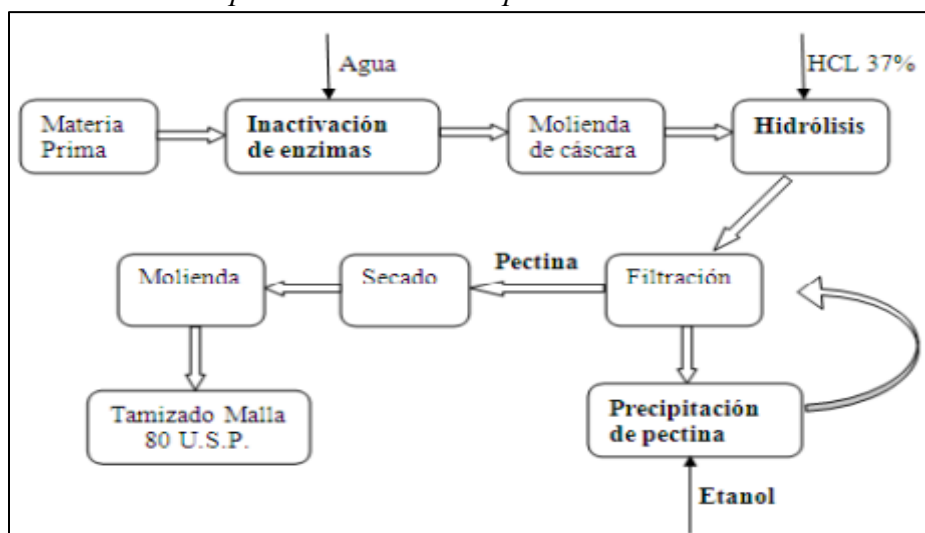 Agua
HCL 37%
Materia
Prima
Inactivación
de enzimas
Molienda
de cáscara
Hidrólisis
Pectina
Molienda
Secado
Filtración
Tamizado Malla
80 U.S.P.
Precipitación
de pectina
Etanol